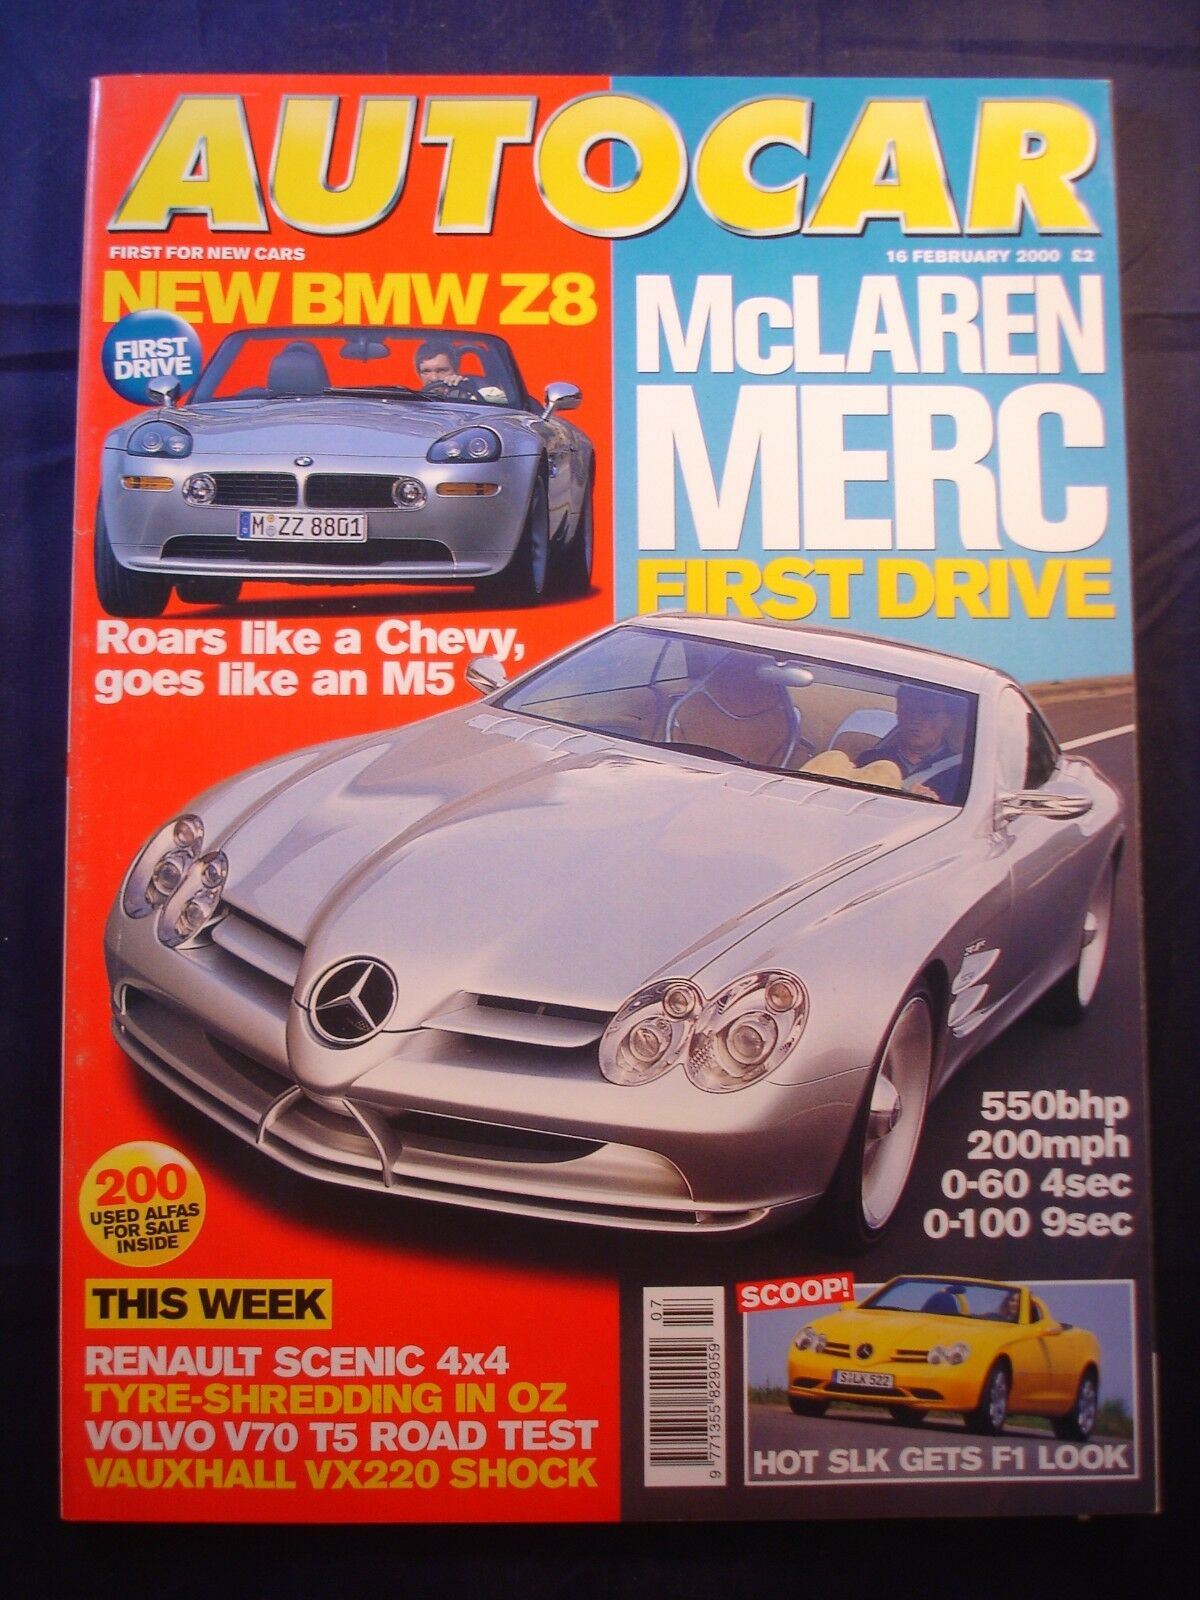 AUTOCAR
FIRST FOR NEW CARS
16 FEBRUARY 2000 £2
NEW BMW Z8
FIRST
DRIVE
M ZZ 8801
Roars like a Chevy,
goes like an M5
McLAREN
MERC
FIRST DRIVE
550bhp
200mph
0-60 4sec
0-100 9sec
200
USED ALFAS
FOR SALE
INSIDE
THIS WEEK
RENAULT SCENIC 4x4
TYRE-SHREDDING IN OZ
VOLVO V70 T5 ROAD TEST
VAUXHALL VX220 SHOCK
07
9 771355 829059
SCOOP!
S LX 522
HOT SLK GETS F1 LOOK